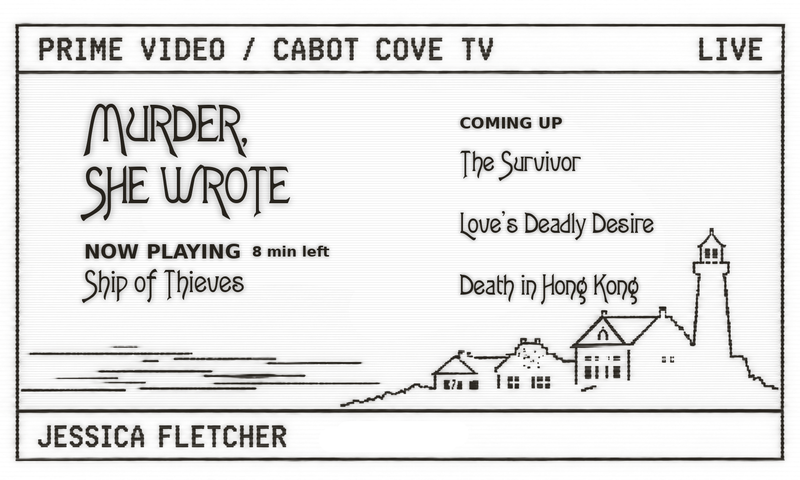 PRIME VIDEO / CABOT COVE TV LIVE
MURDER,
SHE WROTE
NOW PLAYING 8 min left
Ship of Thieves
COMING UP
The Survivor
Love's Deadly Desire
Death in Hong Kong
JESSICA FLETCHER